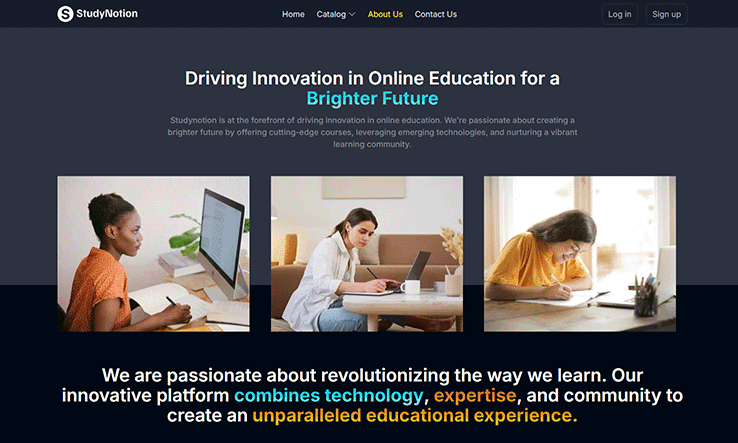 S StudyNotion Home Catalog About Us Contact Us Log in Sign up
Driving Innovation in Online Education for a
Brighter Future
Studynotion is at the forefront of driving innovation in online education. We're passionate about creating a
brighter future by offering cutting-edge courses, leveraging emerging technologies, and nurturing a vibrant
learning community.
We are passionate about revolutionizing the way we learn. Our
innovative platform combines technology, expertise, and community to
create an unparalleled educational experience.